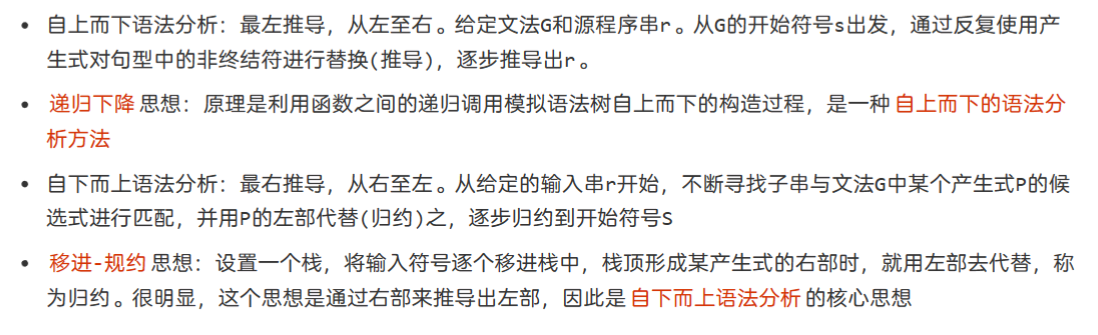 • 自上而下语法分析：最左推导，从左至右。给定文法G和源程序串r。从G的开始符号s出发，通过反复使用产
生式对句型中的非终结符进行替换(推导)，逐步推导出r。
• 递归下降思想：原理是利用函数之间的递归调用模拟语法树自上而下的构造过程，是一种自上而下的语法分
析方法
• 自下而上语法分析：最右推导，从右至左。从给定的输入串r开始，不断寻找子串与文法G中某个产生式P的候
选式进行匹配，并用P的左部代替(归约)之，逐步归约到开始符号S
• 移进-规约思想：设置一个栈，将输入符号逐个移进栈中，栈顶形成某产生式的右部时，就用左部去代替，称
为归约。很明显，这个思想是通过右部来推导出左部，因此是自下而上语法分析的核心思想